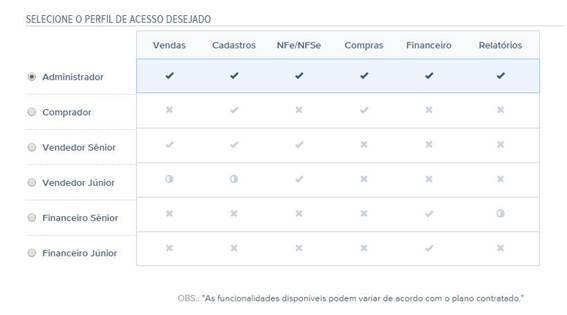 SELECIONE O PERFIL DE ACESSO DESEJADO
Vendas Cadastros NFe/NFSe Compras Financeiro Relatórios
Administrador
Comprador
Vendedor Sênior
Vendedor Júnior
Financeiro Sênior
Financeiro Júnior
OBS.: "As funcionalidades disponíveis podem variar de acordo com o plano contratado."